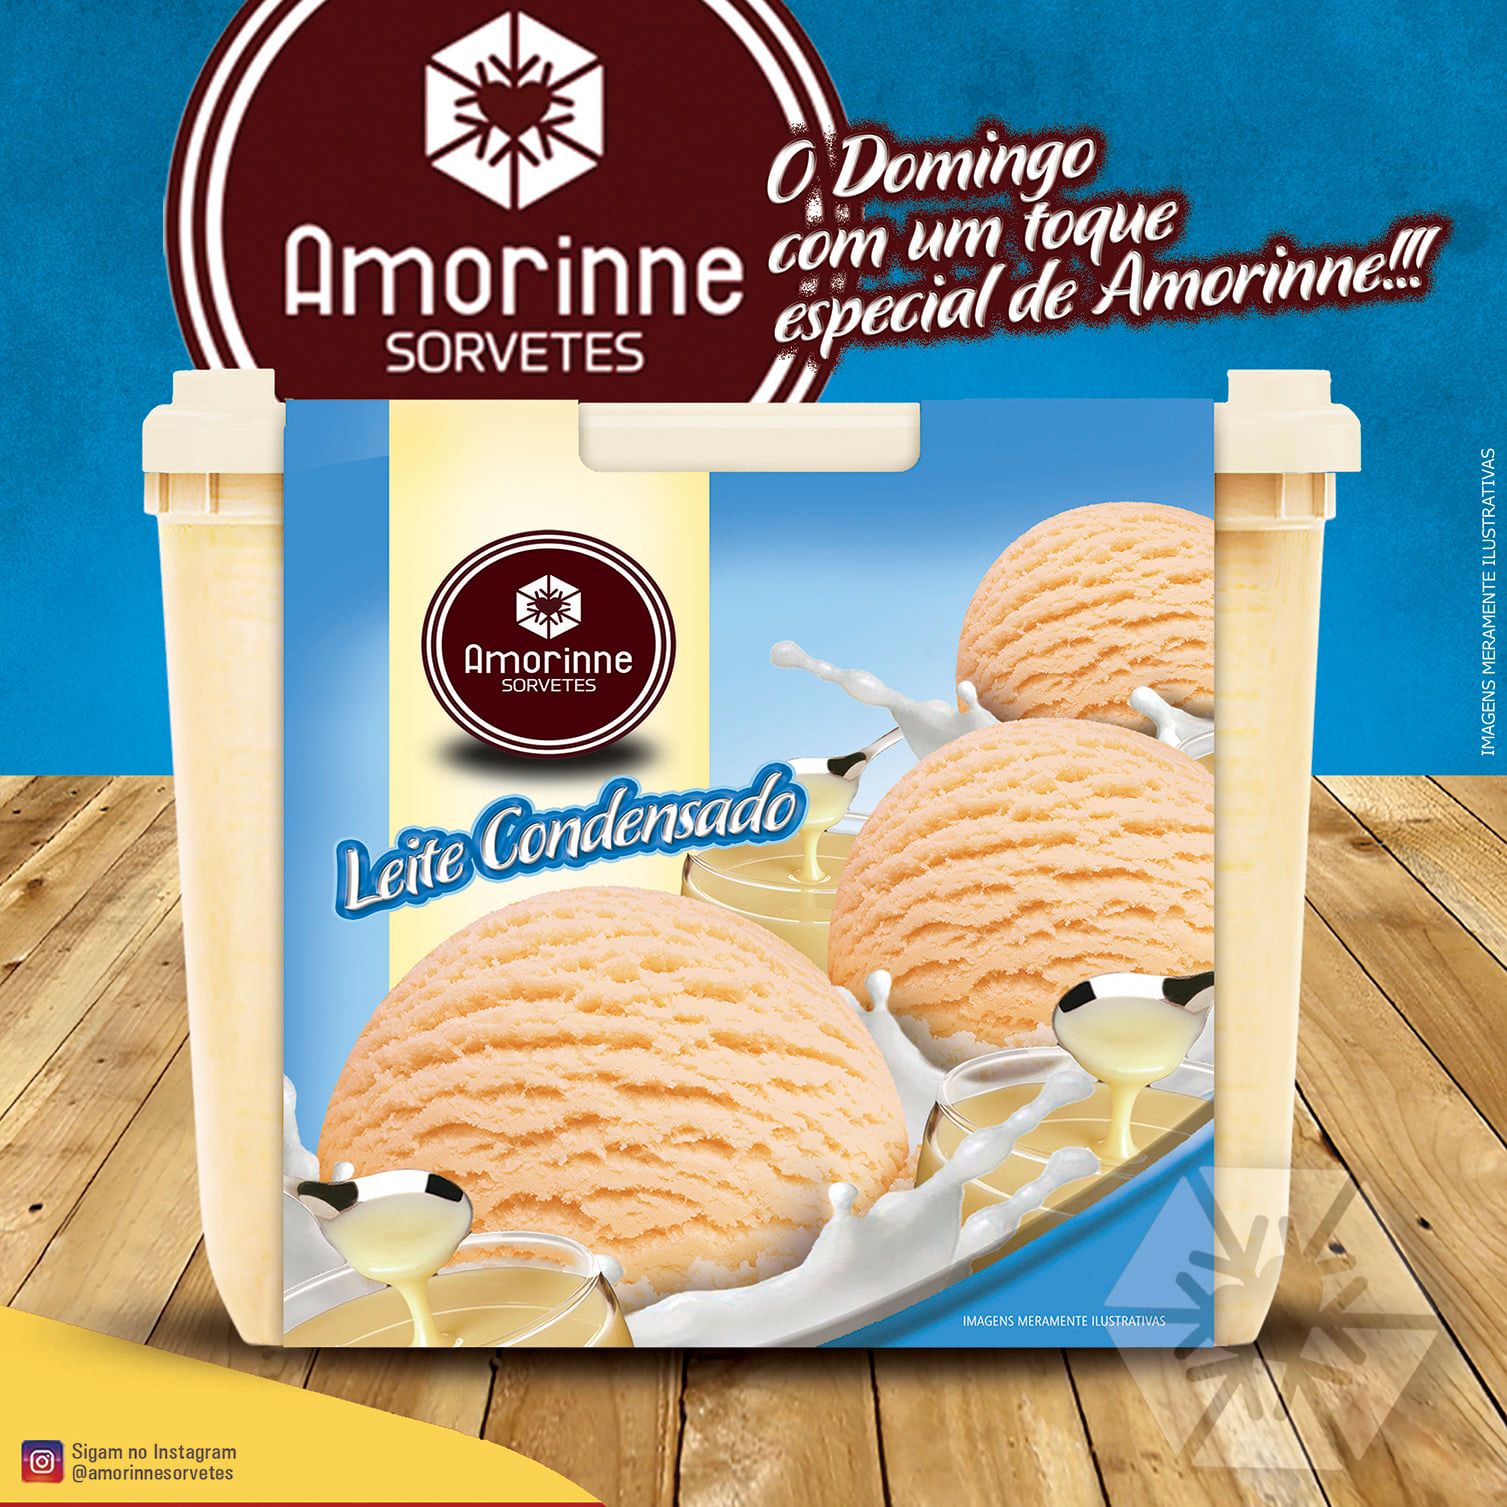 Amorinne
SORVETES
O Domingo
com um toque
especial de Amorinne!!!
IMAGENS MERAMENTE ILUSTRATIVAS
Amorinne
SORVETES
Leite Condensado
IMAGENS MERAMENTE ILUSTRATIVAS
Sigam no Instagram
@amorinnesorvetes